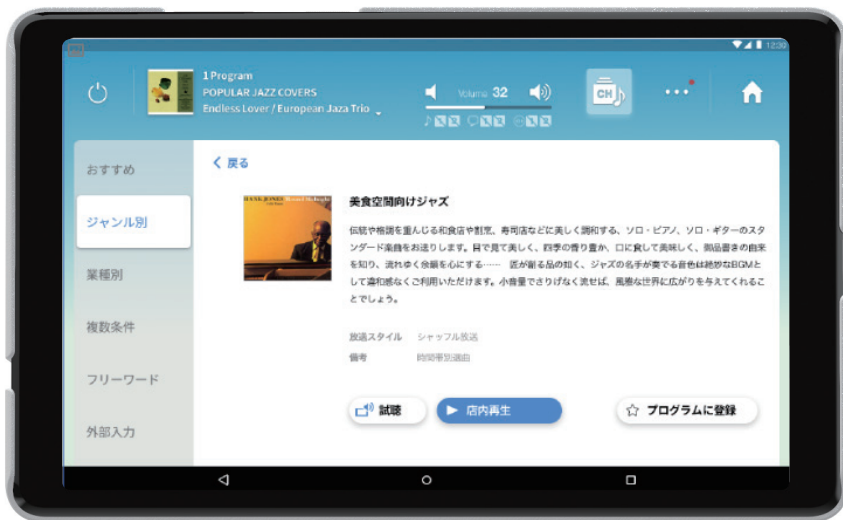 12:00
1 Program
POPULAR JAZZ COVERS
Endless Lover / European Jaza Trio
Volume 32
CH
おすすめ
ジャンル別
業種別
複数条件
フリーワード
外部入力
戻る
HANK JONES
美食空間向けジャズ
伝統や格調を重んじる和食店や割烹、寿司店などに美しく調和する、ソロ・ピアノ、ソロ・ギターのスタ
ンダード楽曲をお送りします。目で見て美しく、四季の香り豊か、口に食して美味しく、御品書きの由来
を知り、流れゆく余韻を心にする…… 匠が創る品の如く、ジャズの名手が奏でる音色は絶妙なBGMと
して違和感なくご利用いただけます。小音量でさりげなく流せば、風雅な世界に広がりを与えてくれるこ
とでしょう。
放送スタイル シャッフル放送
備考 時間帯別選曲
試聴
店内再生
プログラムに登録